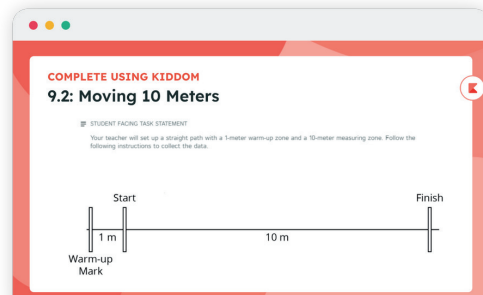 COMPLETE USING KIDDOM
9.2: Moving 10 Meters
STUDENT FACING TASK STATEMENT
Your teacher will set up a straight path with a 1-meter warm-up zone and a 10-meter measuring zone. Follow the
following instructions to collect the data.
Start
Finish
1 m
10 m
Warm-up
Mark